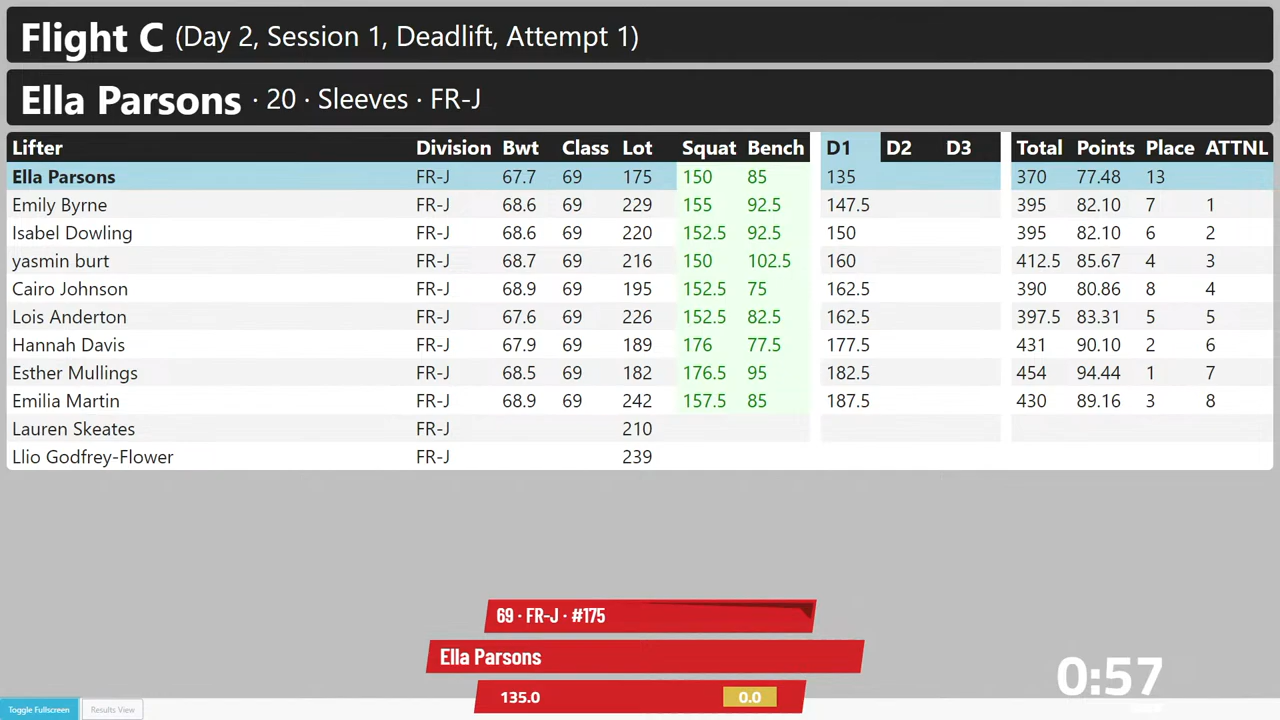 Flight C (Day 2, Session 1, Deadlift, Attempt 1)
Ella Parsons · 20 · Sleeves · FR-J
Lifter Division Bwt Class Lot Squat Bench D1 D2 D3 Total Points Place ATTNL
Ella Parsons FR-J 67.7 69 175 150 85 135 370 77.48 13
Emily Byrne FR-J 68.6 69 229 155 92.5 147.5 395 82.10 7 1
Isabel Dowling FR-J 68.6 69 220 152.5 92.5 150 395 82.10 6 2
yasmin burt FR-J 68.7 69 216 150 102.5 160 412.5 85.67 4 3
Cairo Johnson FR-J 68.9 69 195 152.5 75 162.5 390 80.86 8 4
Lois Anderton FR-J 67.6 69 226 152.5 82.5 162.5 397.5 83.31 5 5
Hannah Davis FR-J 67.9 69 189 176 77.5 177.5 431 90.10 2 6
Esther Mullings FR-J 68.5 69 182 176.5 95 182.5 454 94.44 1 7
Emilia Martin FR-J 68.9 69 242 157.5 85 187.5 430 89.16 3 8
Lauren Skeates FR-J 210
Llio Godfrey-Flower FR-J 239
69 · FR-J · #175
Ella Parsons
135.0 0.0
0:57
Toggle Fullscreen Results View